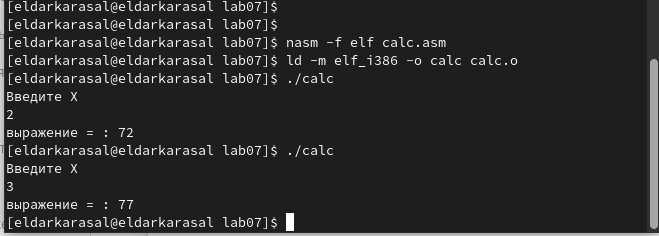 [eldarkarasal@eldarkarasal lab07]$
[eldarkarasal@eldarkarasal lab07]$
[eldarkarasal@eldarkarasal lab07]$ nasm -f elf calc.asm
[eldarkarasal@eldarkarasal lab07]$ ld -m elf_i386 -o calc calc.o
[eldarkarasal@eldarkarasal lab07]$ ./calc
Введите X
2
выражение = : 72
[eldarkarasal@eldarkarasal lab07]$ ./calc
Введите X
3
выражение = : 77
[eldarkarasal@eldarkarasal lab07]$